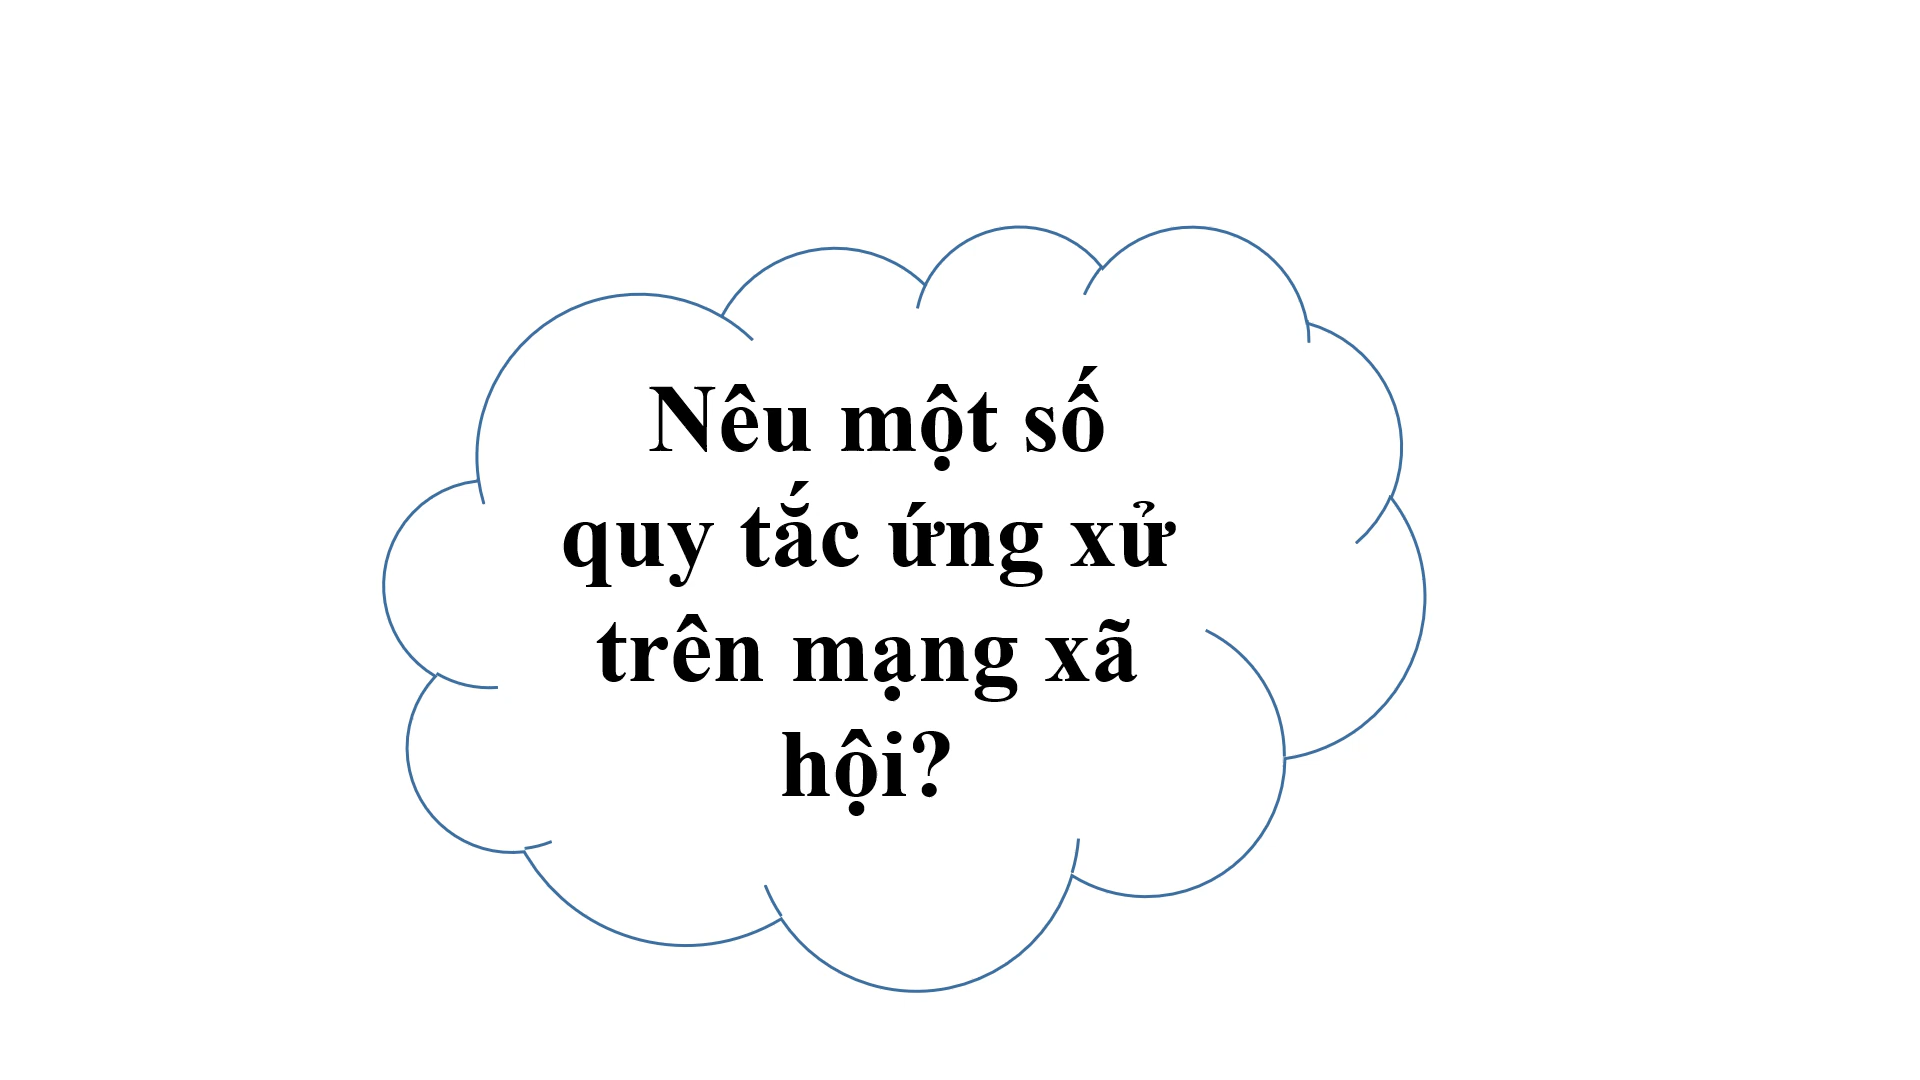 Nêu một số
quy tắc ứng xử
trên mạng xã
hội?